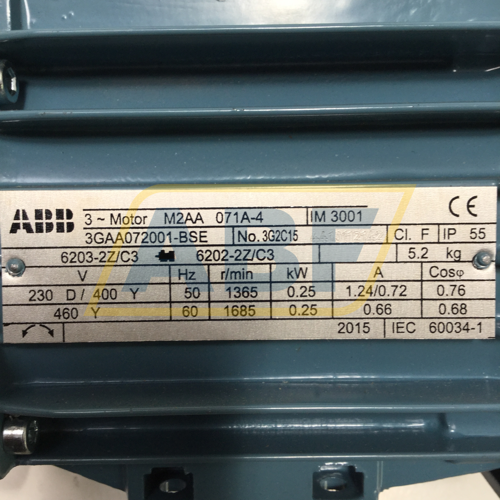 ABB 3 ~ Motor M2AA 071A-4 IM 3001 CE
3GAA072001-BSE No. 3G2C15 Cl. F IP 55
6203-2Z/C3 6202-2Z/C3 5.2 kg
V Hz r/min kW A Cosφ
230 D / 400 Y 50 1365 0.25 1.24/0.72 0.76
460 Y 60 1685 0.25 0.66 0.68
2015 IEC 60034-1